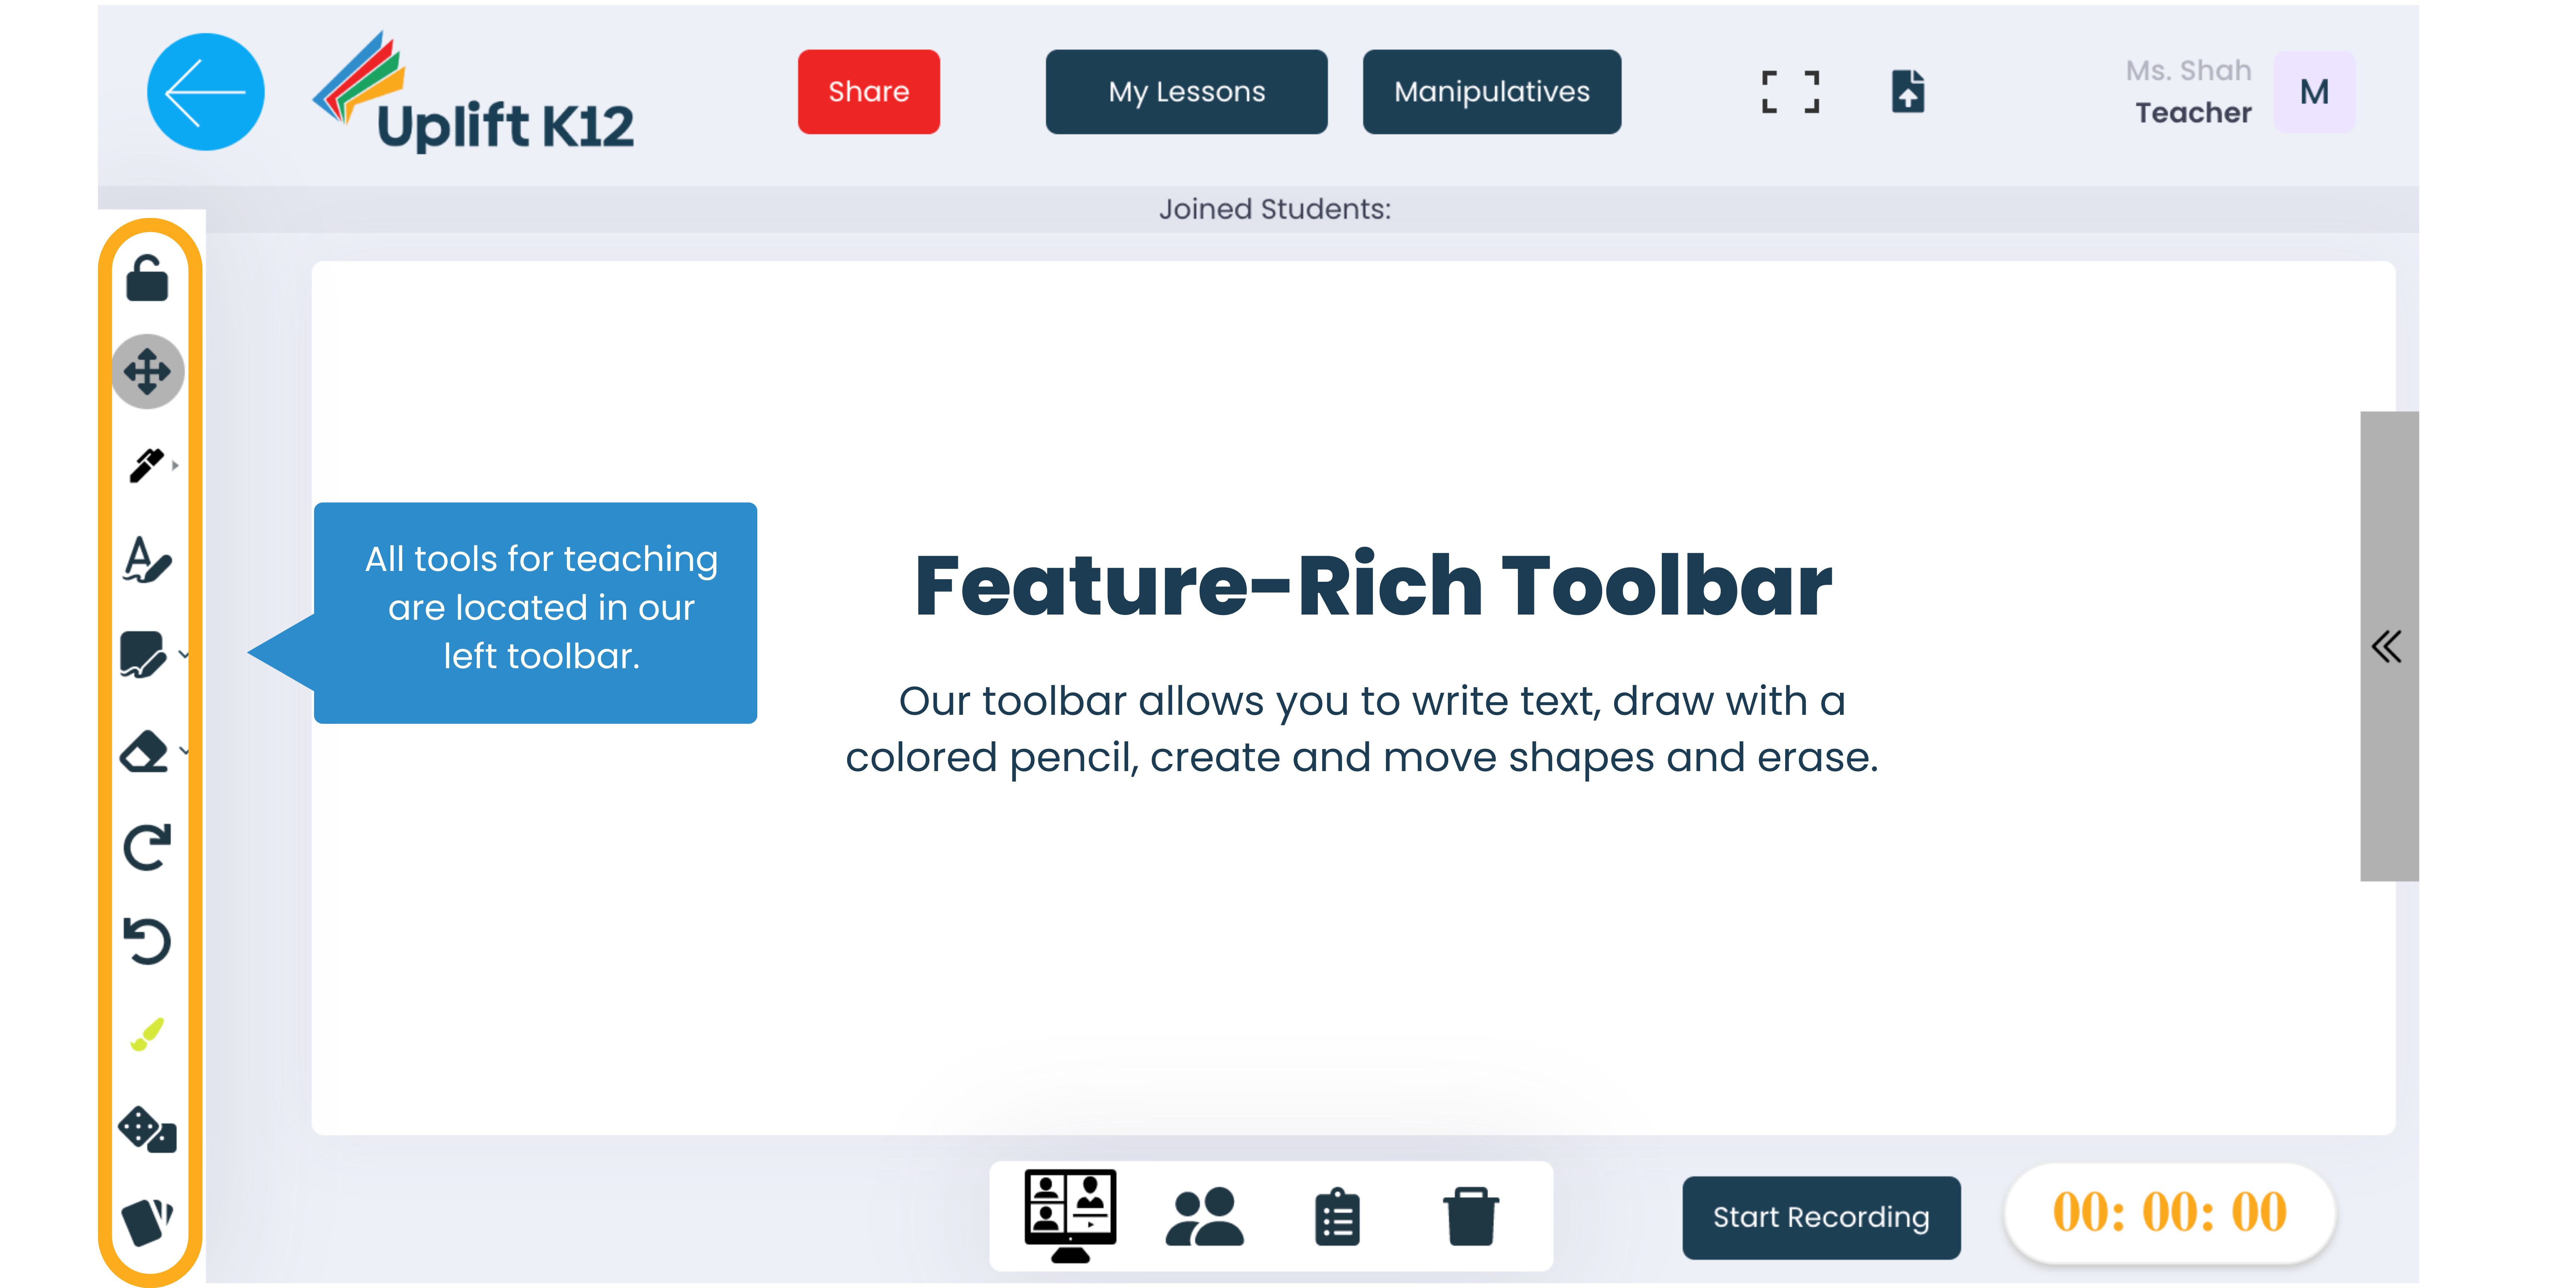 Uplift K12
Share
My Lessons
Manipulatives
Ms. Shah
Teacher
M
Joined Students:
All tools for teaching
are located in our
left toolbar.
Feature-Rich Toolbar
Our toolbar allows you to write text, draw with a
colored pencil, create and move shapes and erase.
Start Recording
00: 00: 00